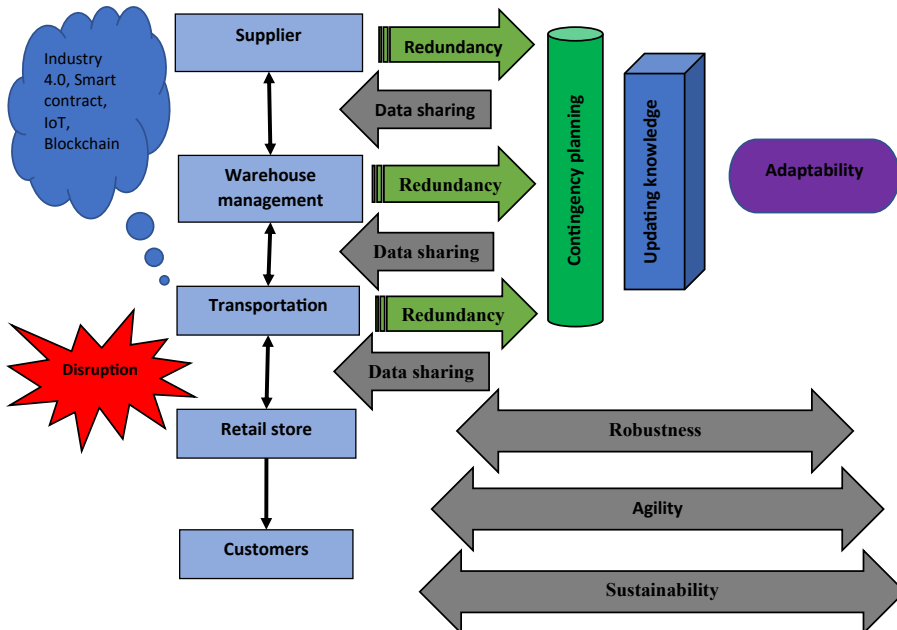 Supplier
Redundancy
Industry
4.0, Smart
contract,
IoT,
Blockchain
Data sharing
Warehouse
management
Redundancy
Contingency planning
Updating knowledge
Adaptability
Data sharing
Transportation
Redundancy
Disruption
Data sharing
Retail store
Robustness
Agility
Customers
Sustainability